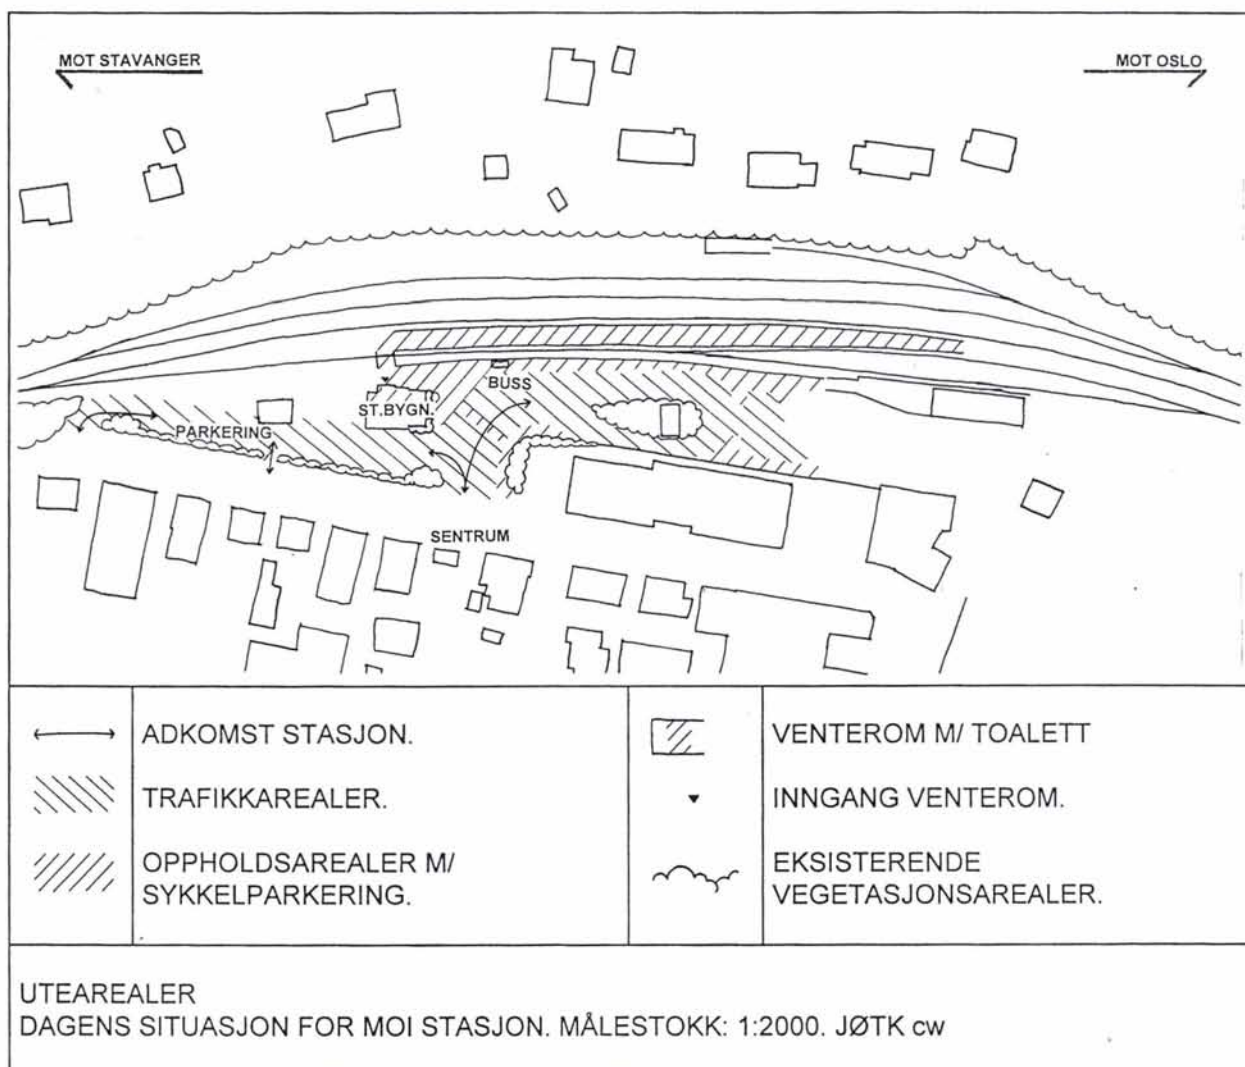 MOT STAVANGER
MOT OSLO
BUSS
ST.BYGN.
PARKERING
SENTRUM
ADKOMST STASJON.
TRAFIKKAREALER.
OPPHOLDSAREALER M/
SYKKELPARKERING.
VENTEROM M/ TOALETT
INNGANG VENTEROM.
EKSISTERENDE
VEGETASJONSAREALER.
UTEAREALER
DAGENS SITUASJON FOR MOI STASJON. MÅLESTOKK: 1:2000. JØTK cw